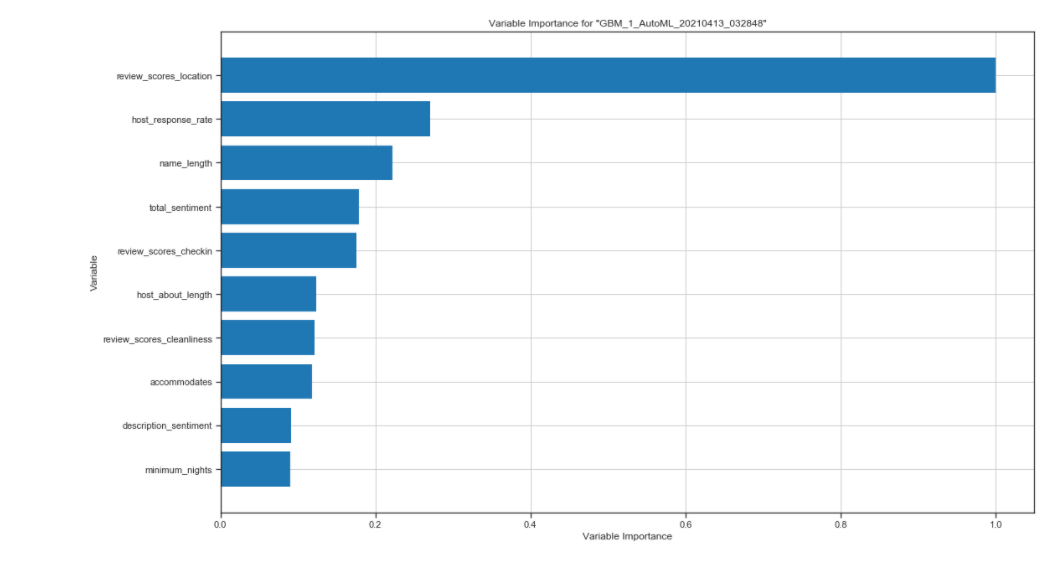 Variable Importance for "GBM_1_AutoML_20210413_032848"
review_scores_location
host_response_rate
name_length
total_sentiment
review_scores_checkin
host_about_length
review_scores_cleanliness
accommodates
description_sentiment
minimum_nights
Variable
0.0 0.2 0.4 0.6 0.8 1.0
Variable Importance